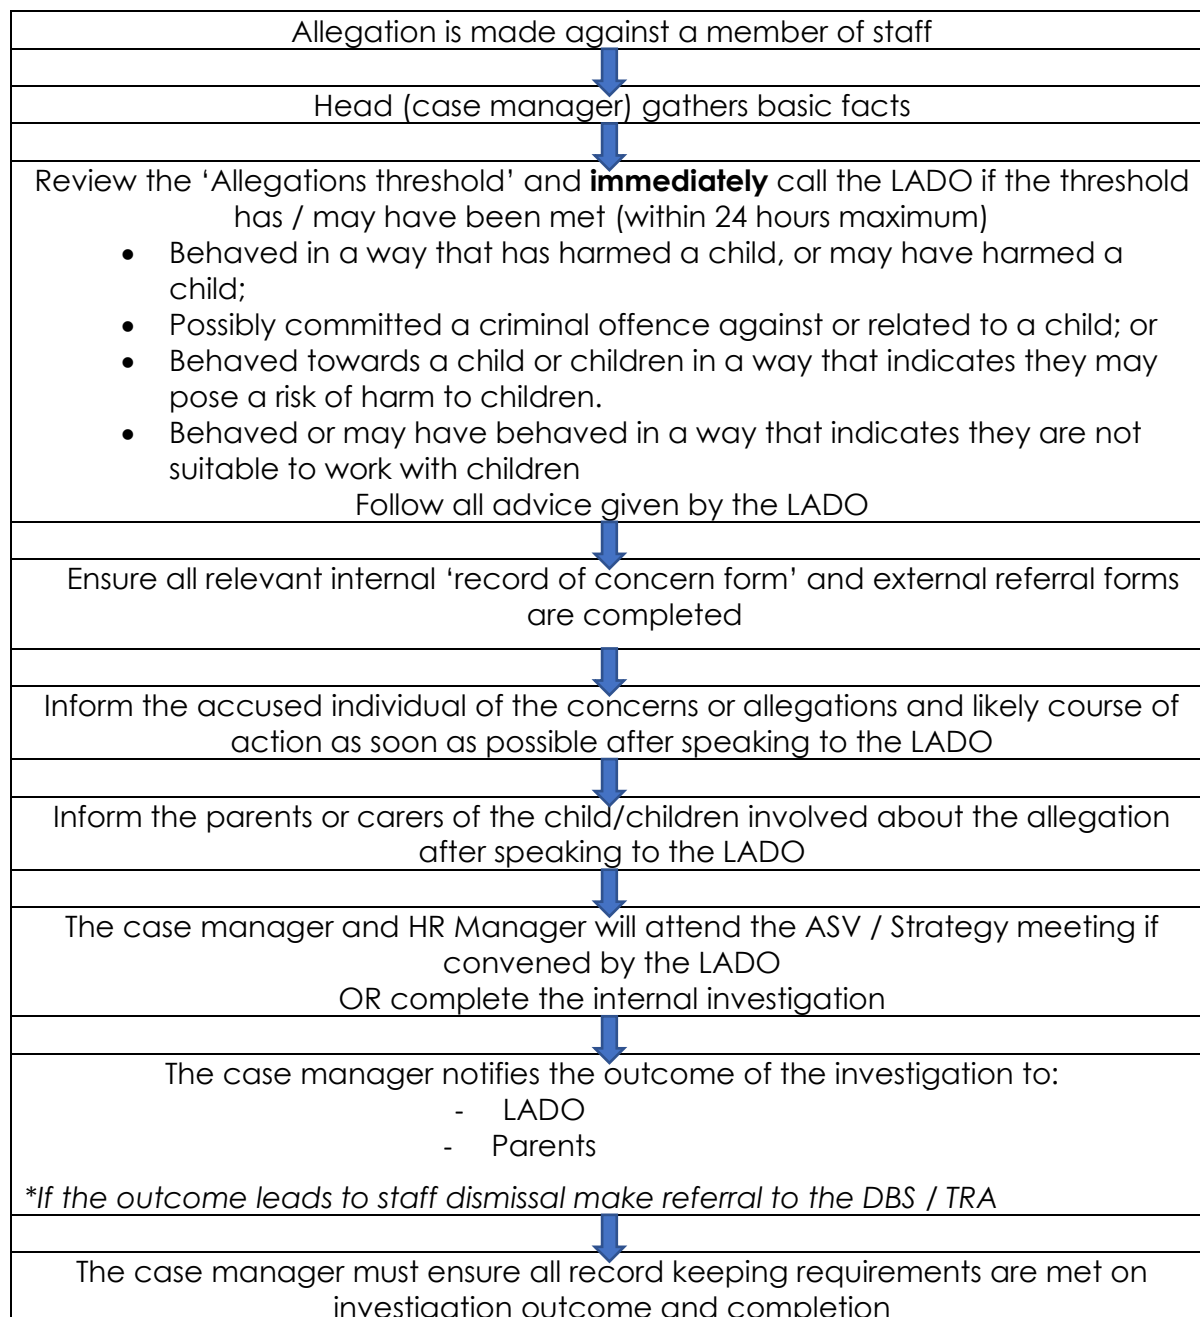 Allegation is made against a member of staff
Head (case manager) gathers basic facts
Review the ‘Allegations threshold’ and immediately call the LADO if the threshold
has / may have been met (within 24 hours maximum)
• Behaved in a way that has harmed a child, or may have harmed a
child;
• Possibly committed a criminal offence against or related to a child; or
• Behaved towards a child or children in a way that indicates they may
pose a risk of harm to children.
• Behaved or may have behaved in a way that indicates they are not
suitable to work with children
Follow all advice given by the LADO
Ensure all relevant internal ‘record of concern form’ and external referral forms
are completed
Inform the accused individual of the concerns or allegations and likely course of
action as soon as possible after speaking to the LADO
Inform the parents or carers of the child/children involved about the allegation
after speaking to the LADO
The case manager and HR Manager will attend the ASV / Strategy meeting if
convened by the LADO
OR complete the internal investigation
The case manager notifies the outcome of the investigation to:
- LADO
- Parents
*If the outcome leads to staff dismissal make referral to the DBS / TRA
The case manager must ensure all record keeping requirements are met on
investigation outcome and completion